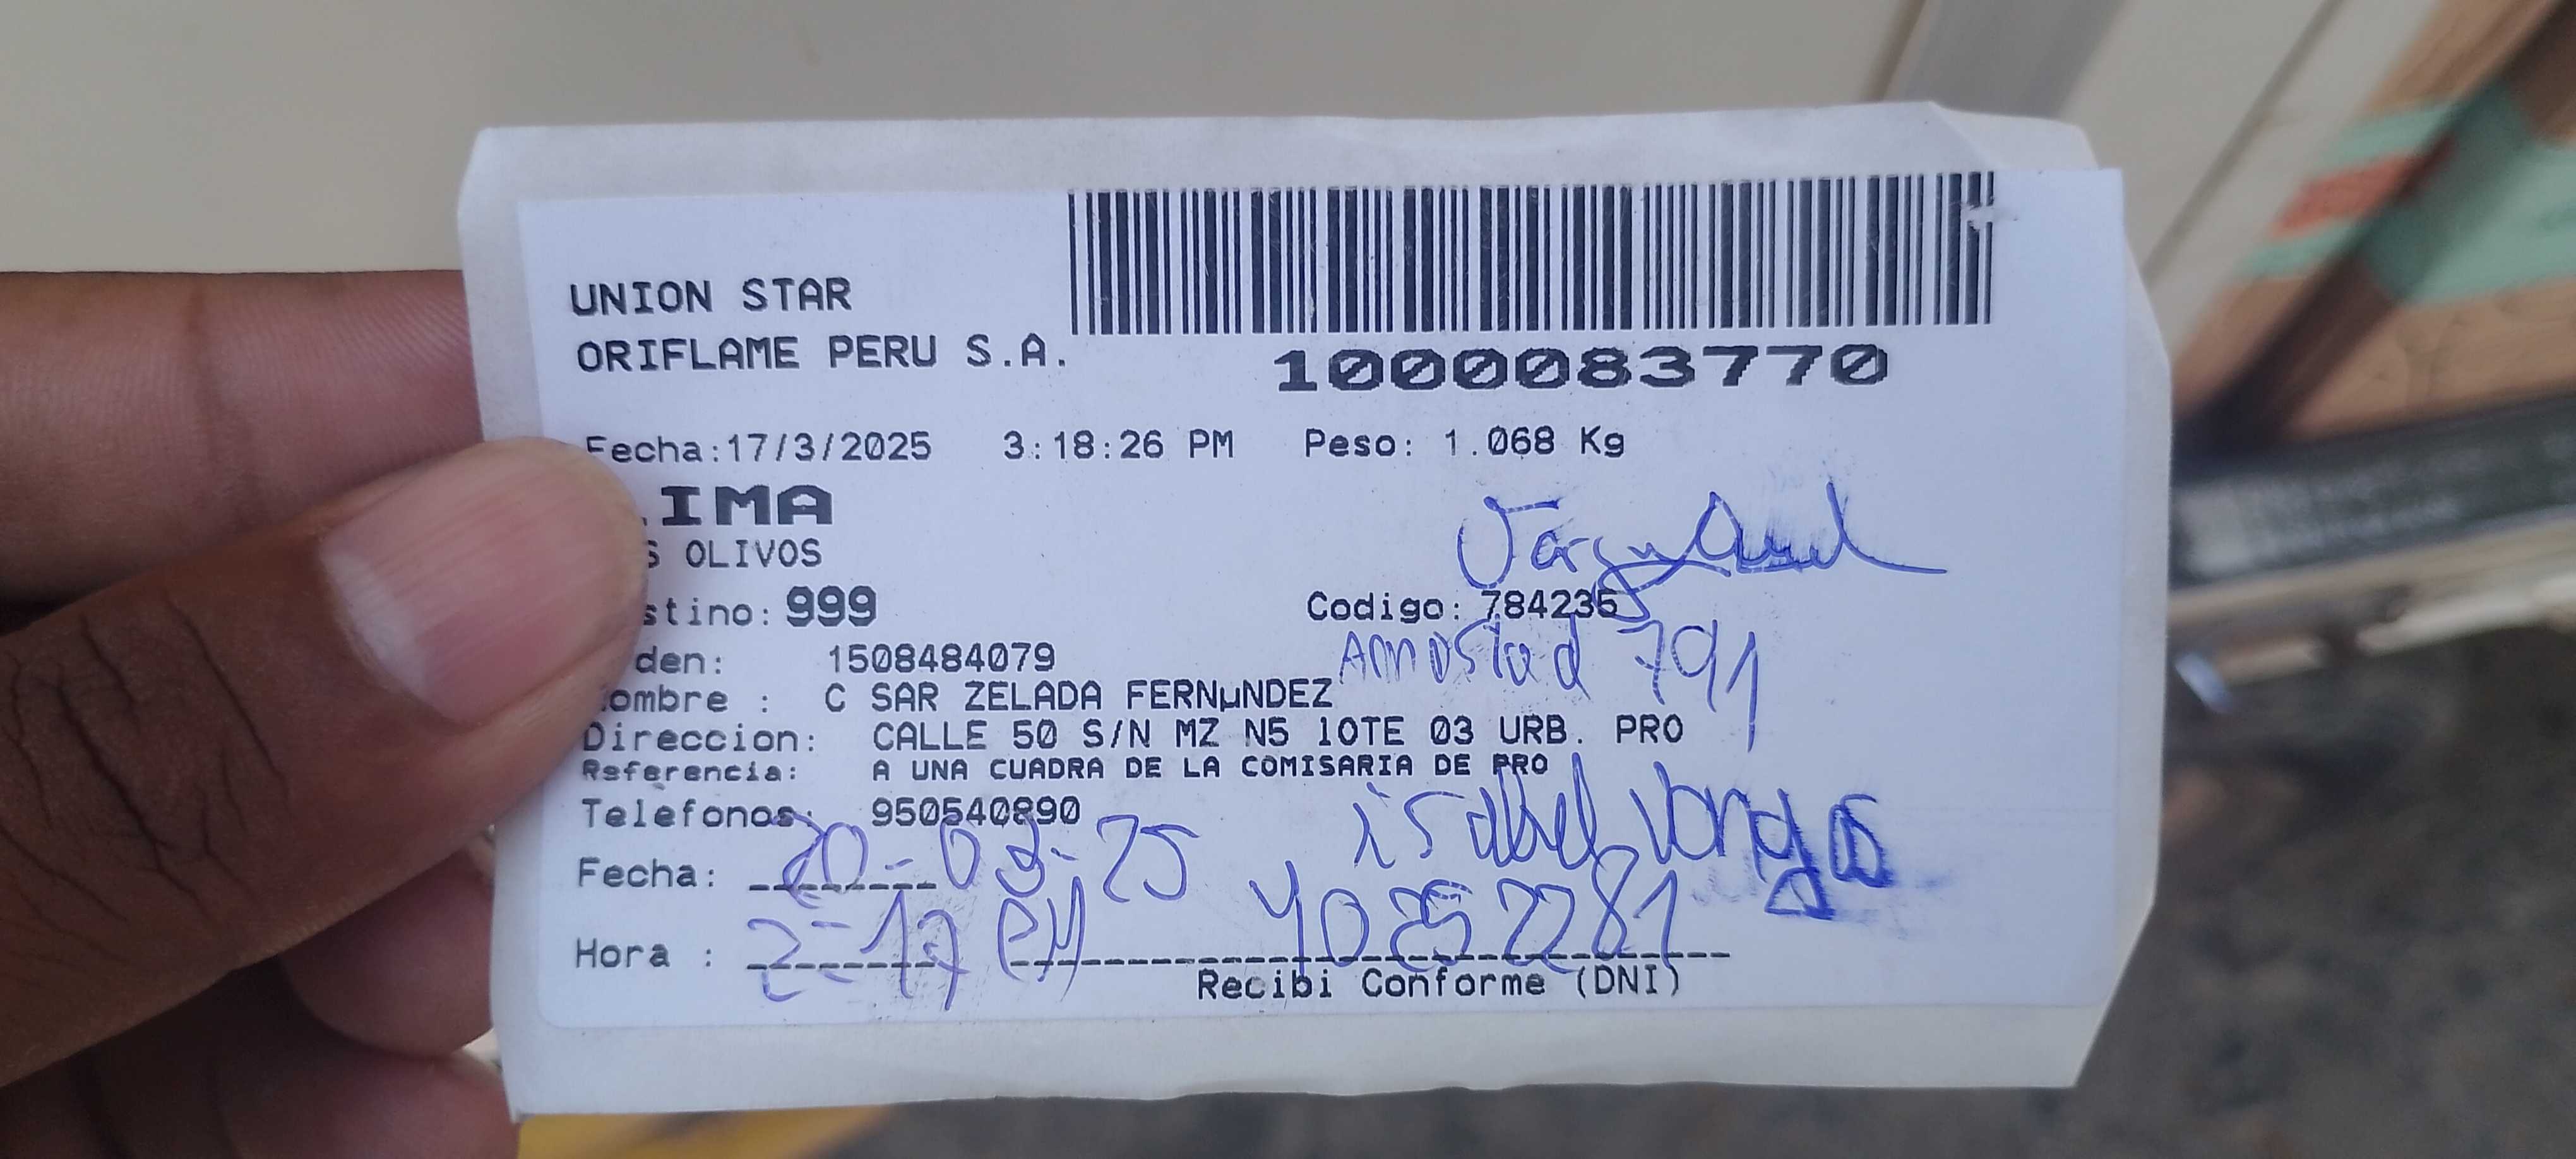 UNION STAR
ORIFLAME PERU S.A.
1000083770
Fecha:17/3/2025 3:18:26 PM Peso: 1.068 Kg
IMA
S OLIVOS
stino: 999 Codigo: 784235
den: 1508484079
Amistad 791
ombre : C SAR ZELADA FERNµNDEZ
Direccion: CALLE 50 S/N MZ N5 lOTE 03 URB. PRO
Referencia: A UNA CUADRA DE LA COMISARIA DE PRO
Telefonos: 950540890
isabel Vargas
Fecha: 20-03-25
40252281
Hora : 2=17 PM
Recibi Conforme (DNI)